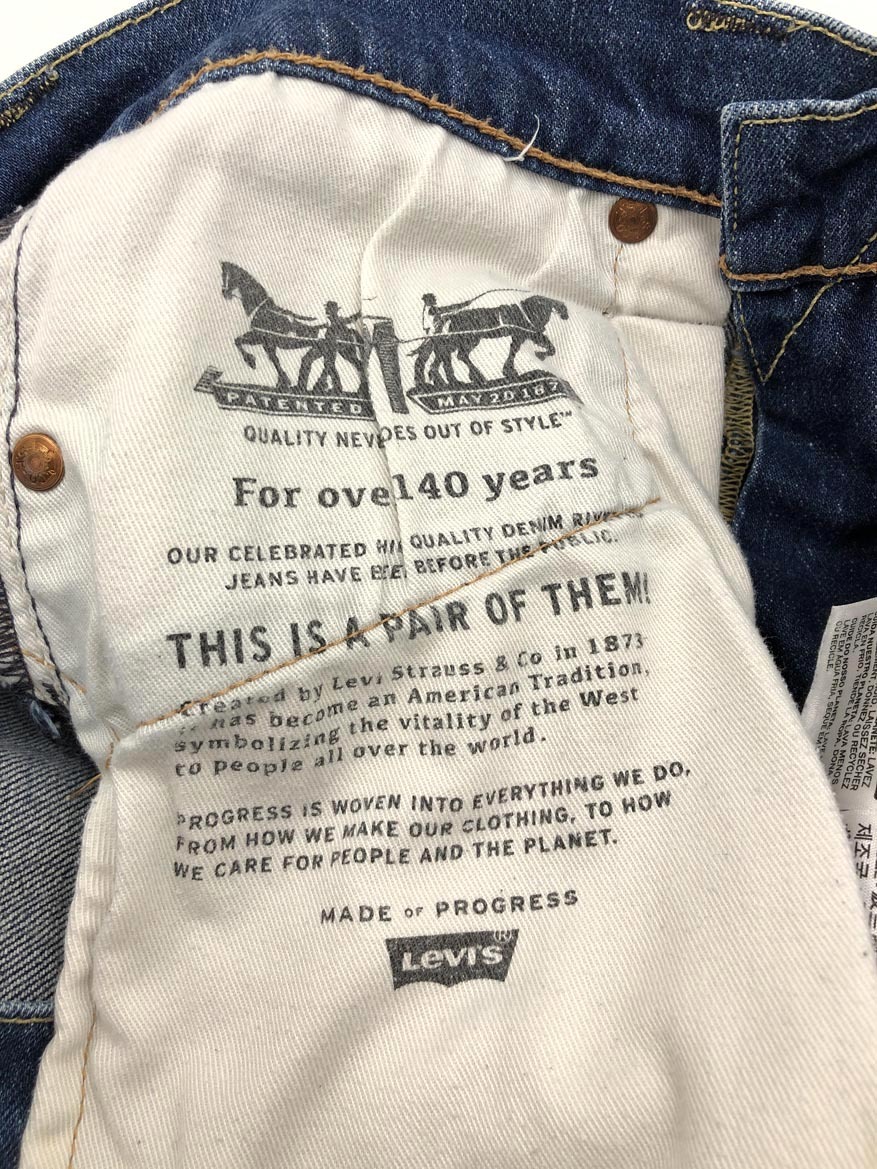 PATENTED MAY 20 187
QUALITY NEV OES OUT OF STYLE™
For ove 140 years
OUR CELEBRATED QUALITY DENIM
JEANS HAVE BEE BEFORE THE PUBLIC.
THIS IS A PAIR OF THEM!
Created by Levi Strauss & Co in 1873
has become an American Tradition,
symbolizing the vitality of the West
to people all over the world.
PROGRESS IS WOVEN INTO EVERYTHING WE DO,
FROM HOW WE MAKE OUR CLOTHING, TO HOW
WE CARE FOR PEOPLE AND THE PLANET.
MADE OF PROGRESS
LEVI'S ®